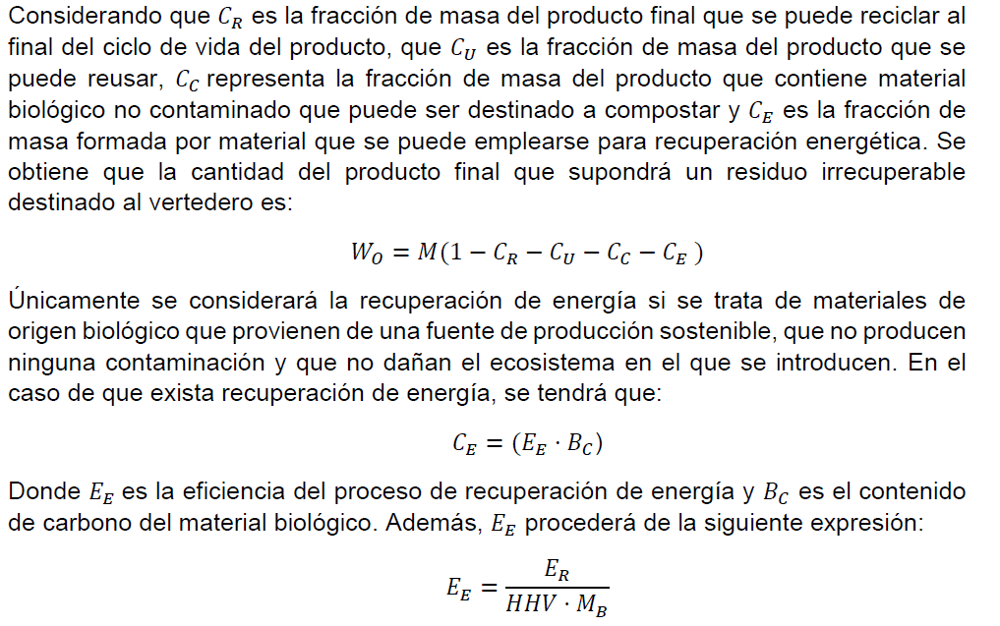 Considerando que C_R es la fracción de masa del producto final que se puede reciclar al
final del ciclo de vida del producto, que C_U es la fracción de masa del producto que se
puede reusar, C_C representa la fracción de masa del producto que contiene material
biológico no contaminado que puede ser destinado a compostar y C_E es la fracción de
masa formada por material que se puede emplearse para recuperación energética. Se
obtiene que la cantidad del producto final que supondrá un residuo irrecuperable
destinado al vertedero es:
W_O = M(1 − C_R − C_U − C_C − C_E )
Únicamente se considerará la recuperación de energía si se trata de materiales de
origen biológico que provienen de una fuente de producción sostenible, que no producen
ninguna contaminación y que no dañan el ecosistema en el que se introducen. En el
caso de que exista recuperación de energía, se tendrá que:
C_E = (E_E · B_C)
Donde E_E es la eficiencia del proceso de recuperación de energía y B_C es el contenido
de carbono del material biológico. Además, E_E procederá de la siguiente expresión:
E_E = E_R / (HHV · M_B)